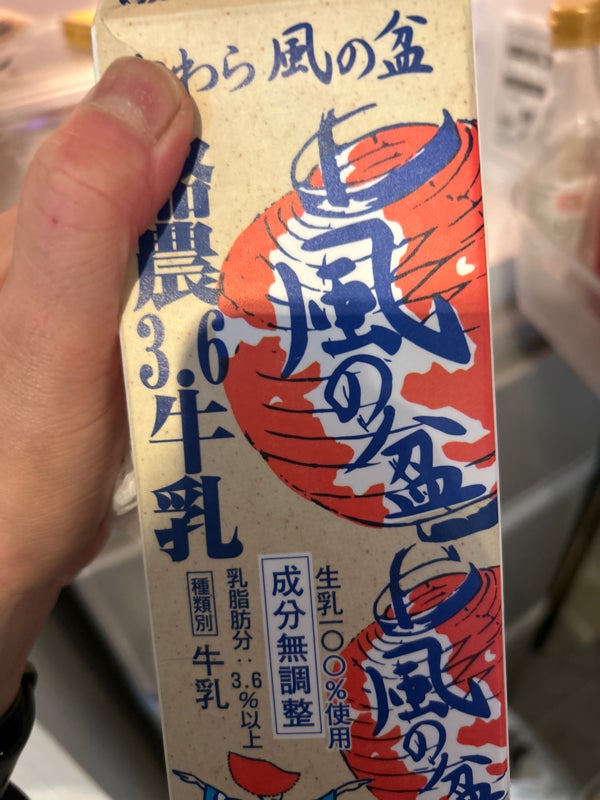 わら 風の盆
風の盆
酪農3.6牛乳
生乳一〇〇%使用
成分無調整
乳脂肪分:3.6%以上
種類別 牛乳
風の盆